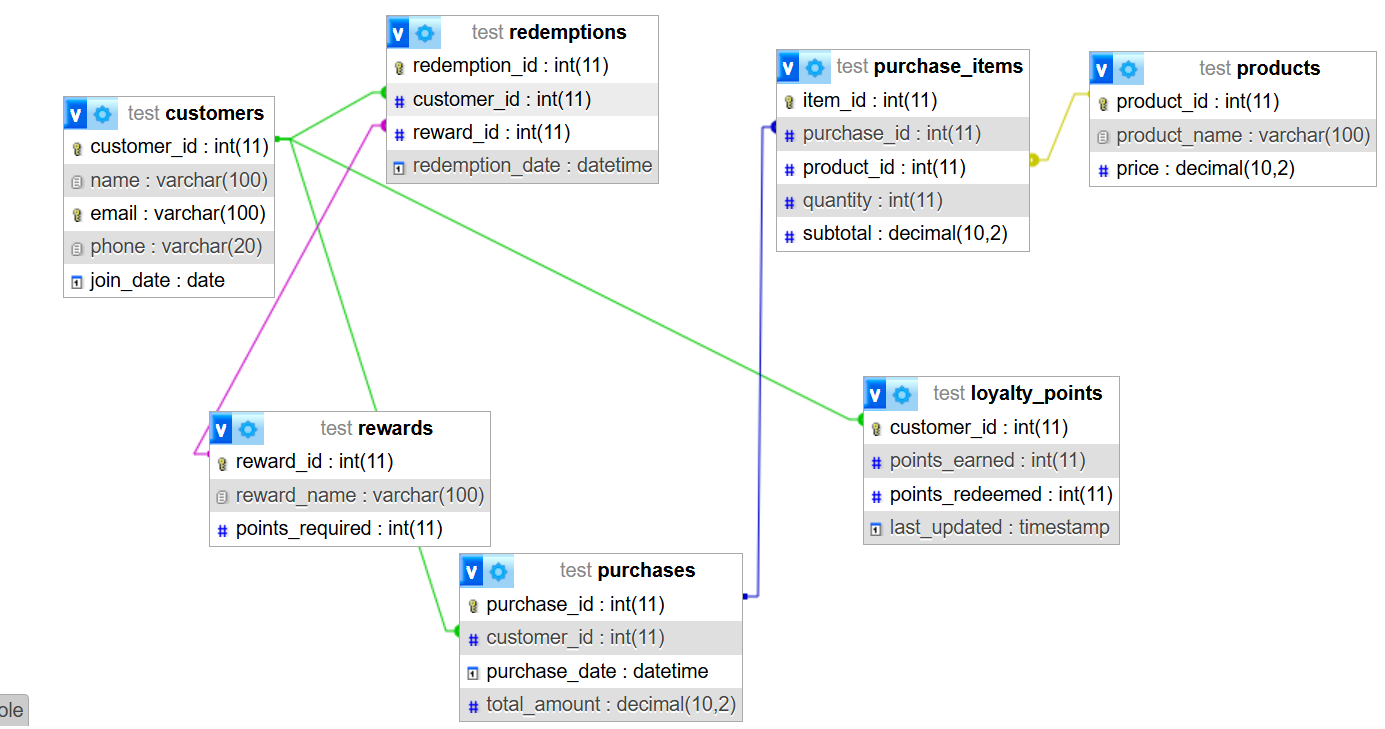 v test customers
customer_id : int(11)
name : varchar(100)
email : varchar(100)
phone : varchar(20)
join_date : date
v test redemptions
redemption_id : int(11)
customer_id : int(11)
reward_id : int(11)
redemption_date : datetime
v test purchase_items
item_id : int(11)
purchase_id : int(11)
product_id : int(11)
quantity : int(11)
subtotal : decimal(10,2)
v test products
product_id : int(11)
product_name : varchar(100)
price : decimal(10,2)
v test rewards
reward_id : int(11)
reward_name : varchar(100)
points_required : int(11)
v test loyalty_points
customer_id : int(11)
points_earned : int(11)
points_redeemed : int(11)
last_updated : timestamp
v test purchases
purchase_id : int(11)
customer_id : int(11)
purchase_date : datetime
total_amount : decimal(10,2)
ole